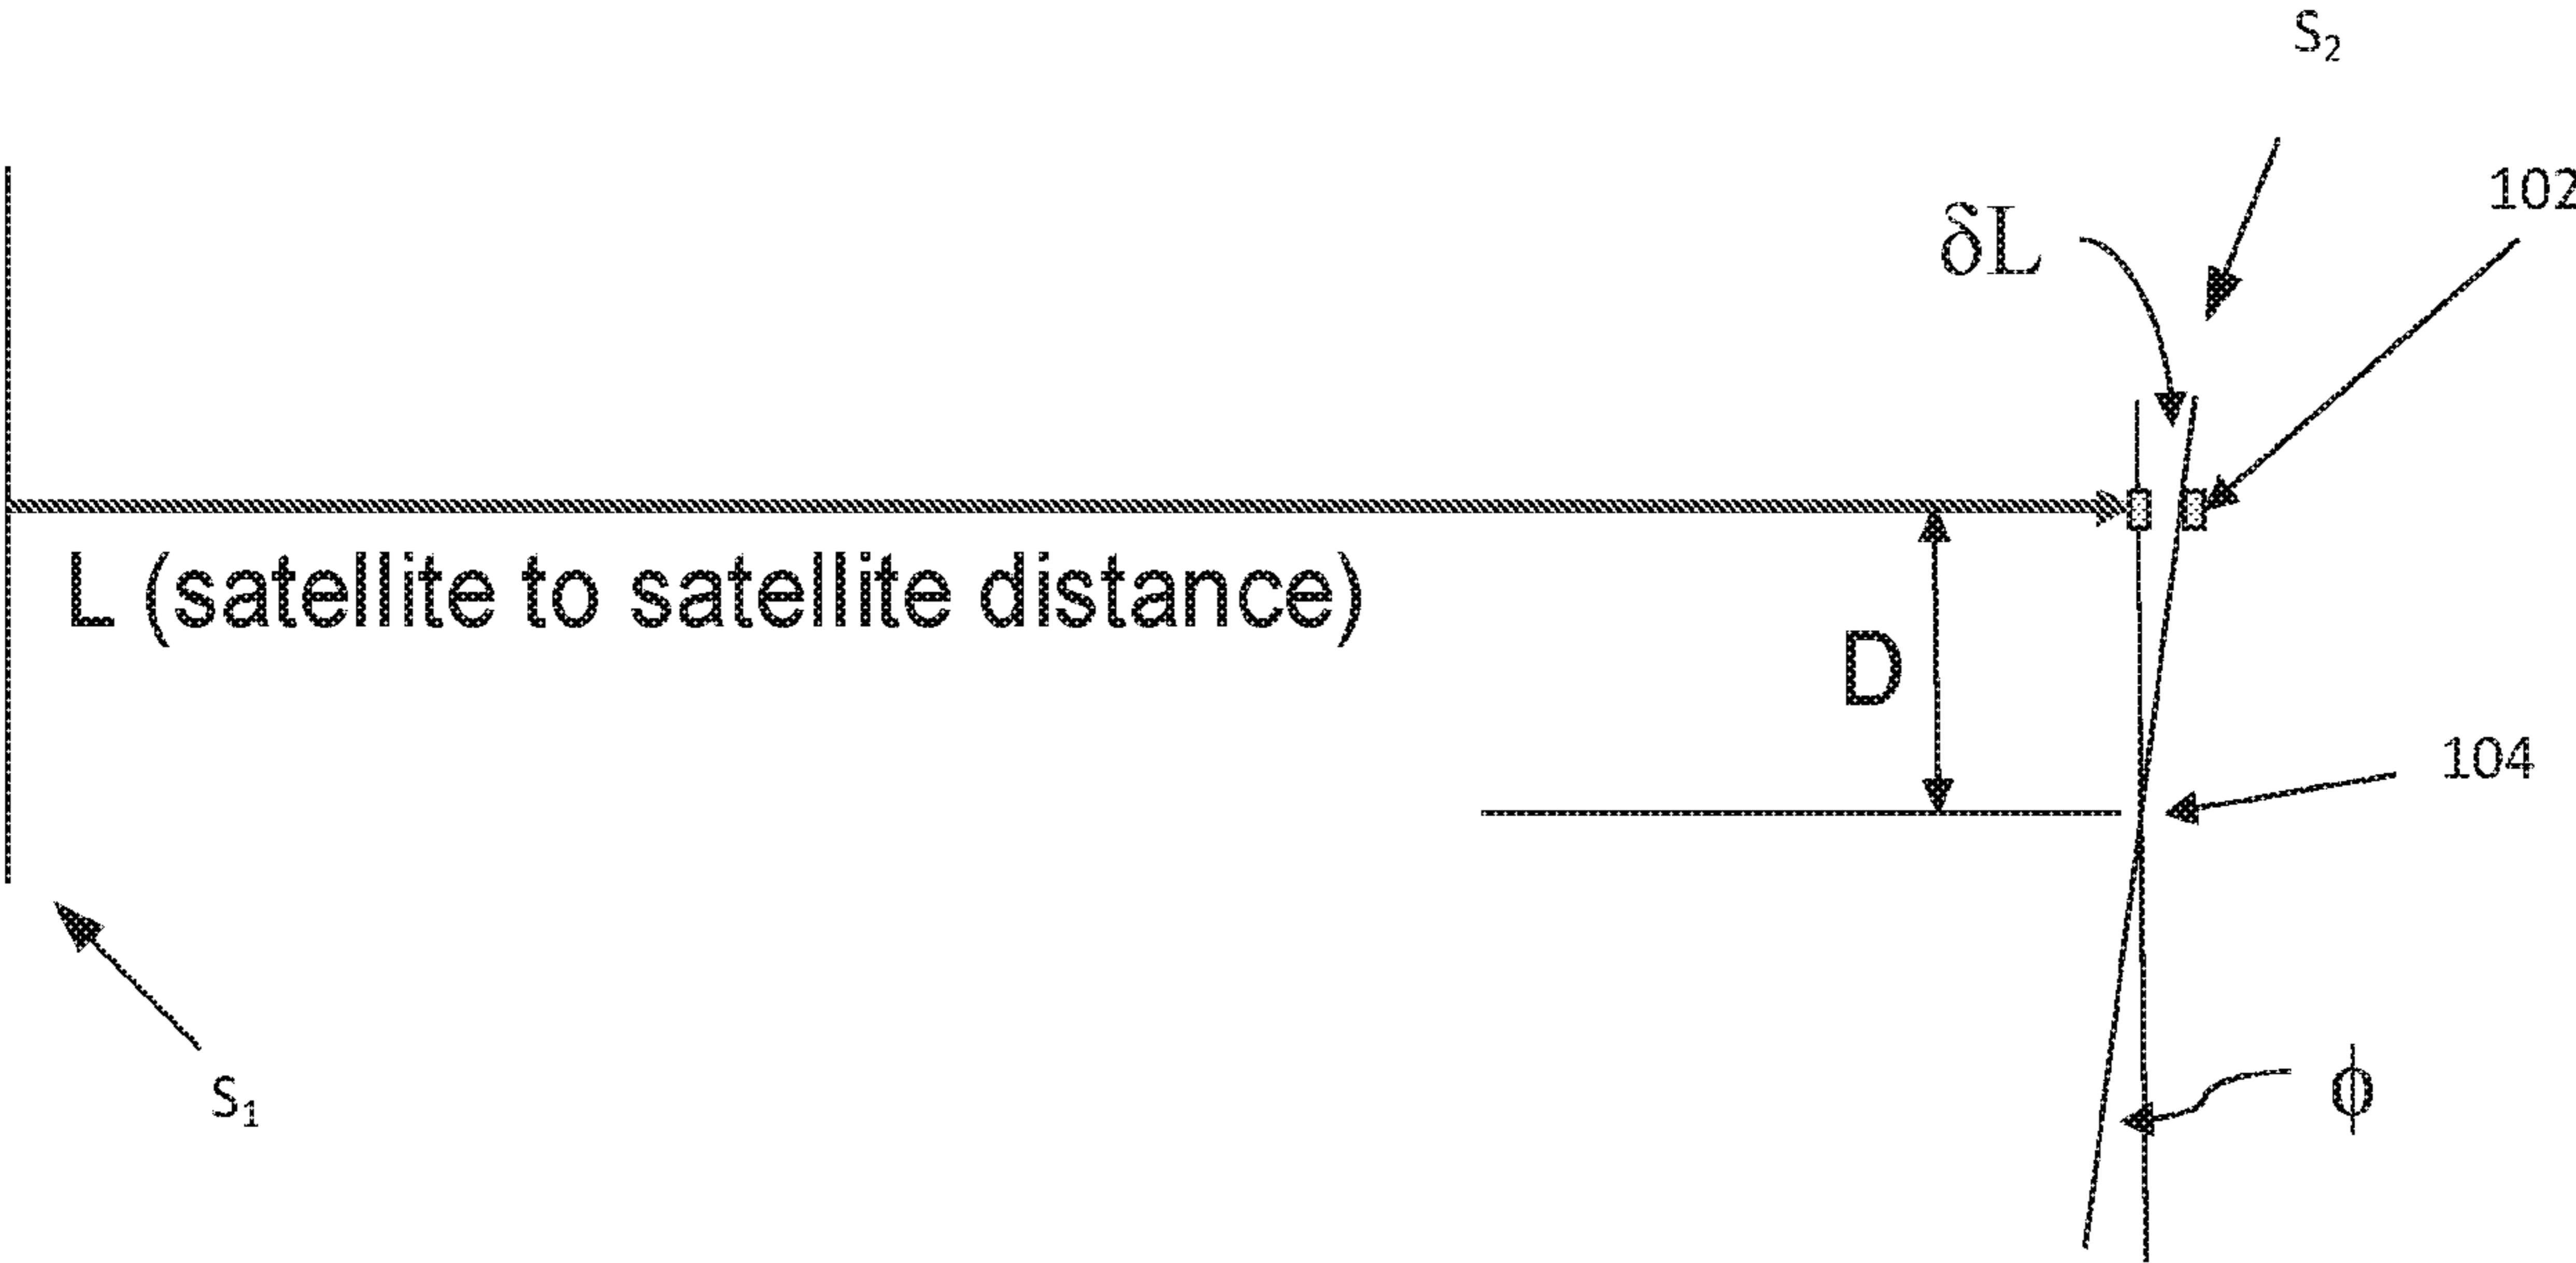 S₂
102
δL
L (satellite to satellite distance)
D
104
S₁
ϕ